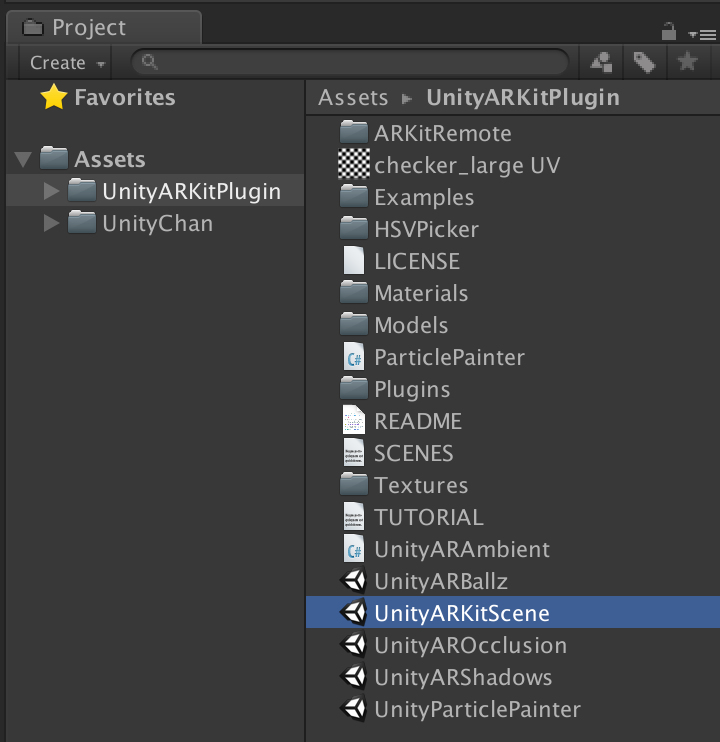 Project
Create
Favorites
Assets
UnityARKitPlugin
UnityChan
Assets UnityARKitPlugin
ARKitRemote
checker_large UV
Examples
HSVPicker
LICENSE
Materials
Models
C# ParticlePainter
Plugins
README
SCENES
Textures
TUTORIAL
C# UnityARAmbient
UnityARBallz
UnityARKitScene
UnityAROcclusion
UnityARShadows
UnityParticlePainter